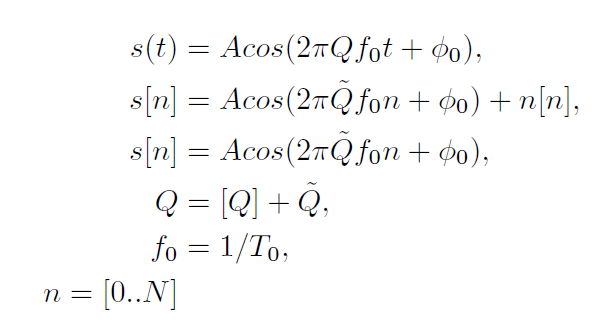 s(t) = Acos(2πQf₀t + ϕ₀),
s[n] = Acos(2πQ̃f₀n + ϕ₀) + n[n],
s[n] = Acos(2πQ̃f₀n + ϕ₀),
Q = [Q] + Q̃,
f₀ = 1/T₀,
n = [0..N]